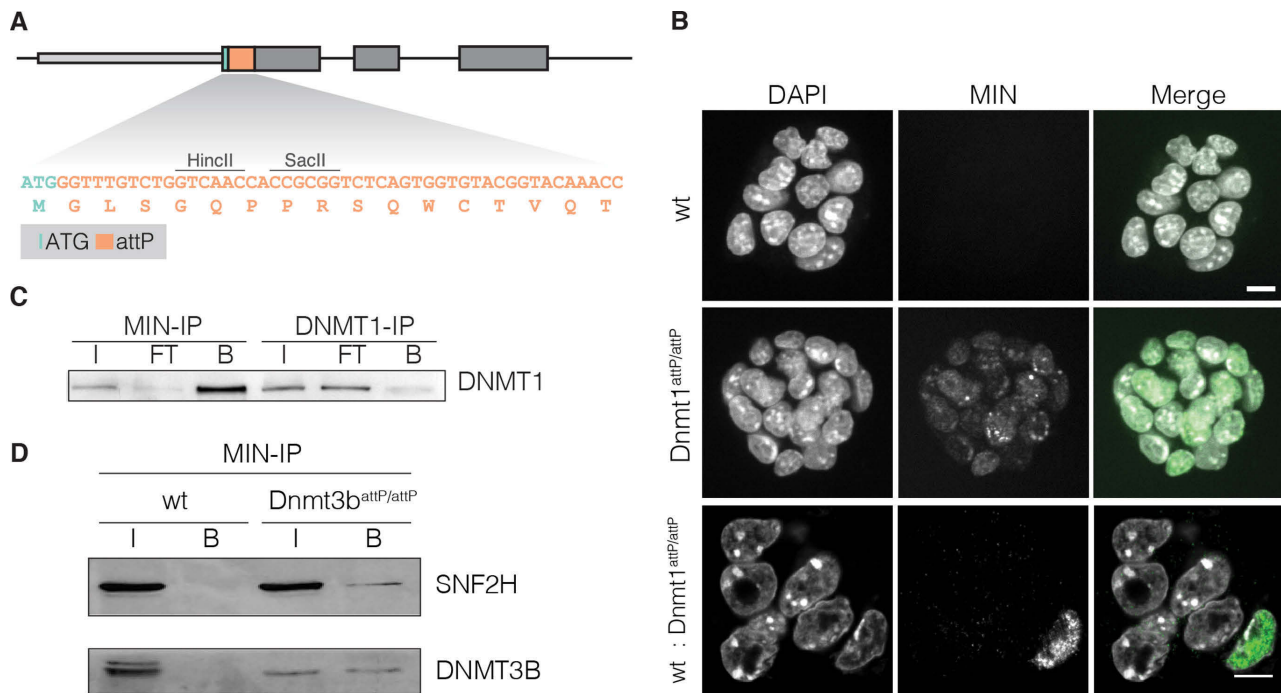 A
HincII SacII
ATGGGTTTGTCTGGTCAACCACCGCGGTCTCAGTGGTGTACGGTACAAACC
M G L S G Q P P R S Q W C T V Q T
ATG attP
B
DAPI MIN Merge
wt
Dnmt1attP/attP
wt : Dnmt1attP/attP
C
MIN-IP DNMT1-IP
I FT B I FT B
DNMT1
D
MIN-IP
wt Dnmt3battP/attP
I B I B
SNF2H
DNMT3B